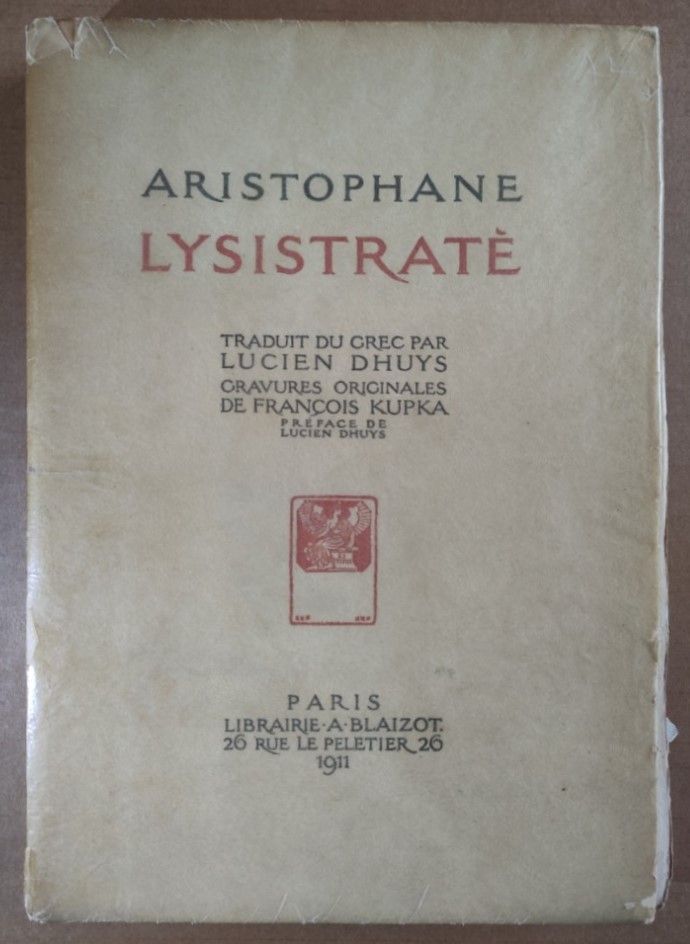 ARISTOPHANE
LYSISTRATÈ
TRADUIT DU GREC PAR
LUCIEN DHUYS
GRAVURES ORIGINALES
DE FRANÇOIS KUPKA
PRÉFACE DE
LUCIEN DHUYS
PARIS
LIBRAIRIE·A·BLAIZOT.
26 RUE LE PELETIER 26
1911